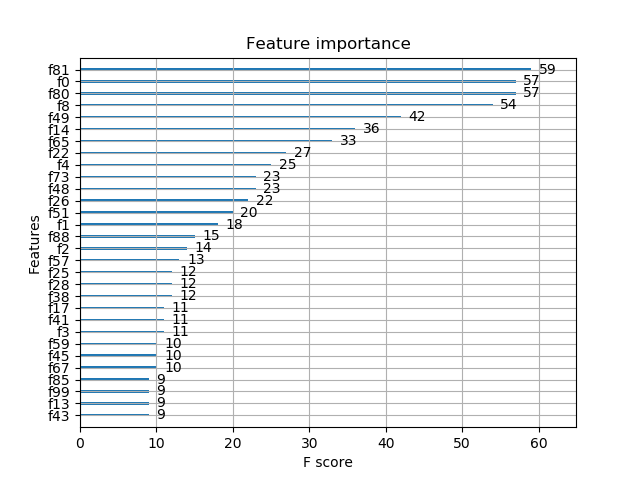 Feature importance
Features
f81 59
f0 57
f80 57
f8 54
f49 42
f14 36
f65 33
f22 27
f4 25
f73 23
f48 23
f26 22
f51 20
f1 18
f88 15
f2 14
f57 13
f25 12
f28 12
f38 12
f17 11
f41 11
f3 11
f59 10
f45 10
f67 10
f85 9
f99 9
f13 9
f43 9
0 10 20 30 40 50 60
F score